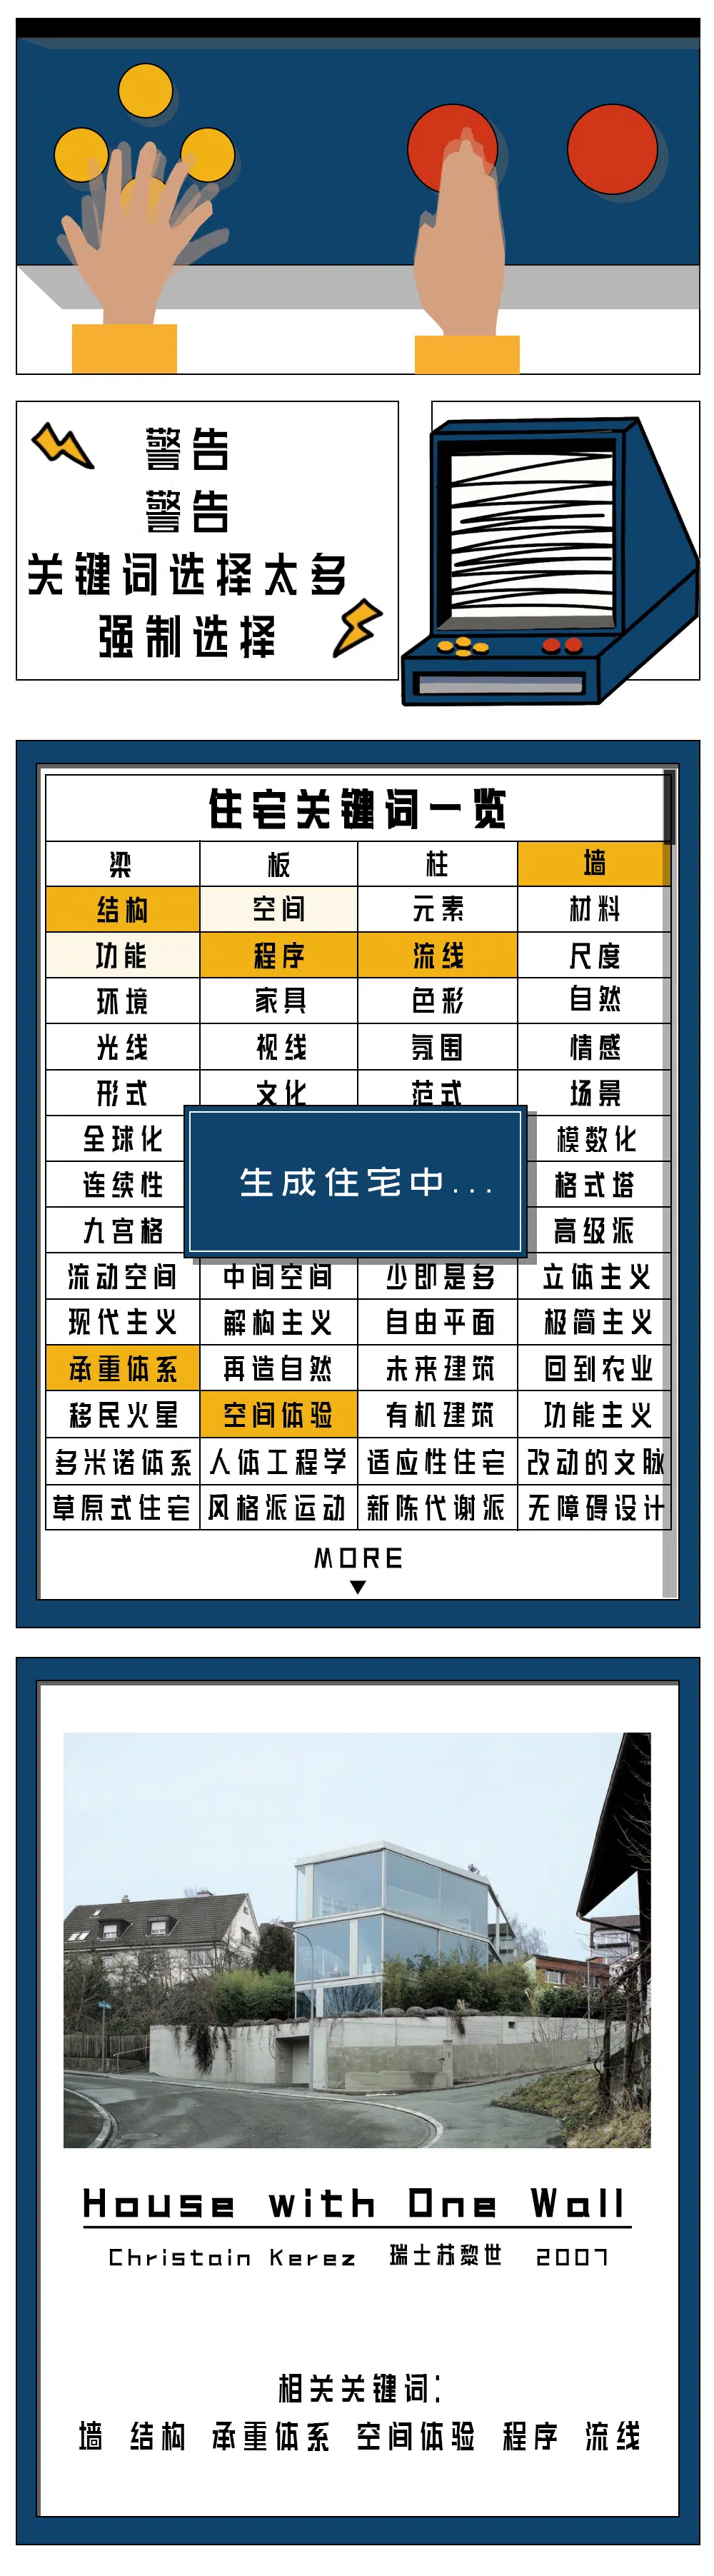 警告
警告
关键词选择太多
强制选择
住宅关键词一览
梁 板 柱 墙
结构 空间 元素 材料
功能 程序 流线 尺度
环境 家具 色彩 自然
光线 视线 氛围 情感
形式 文化 范式 场景
全球化 模数化
连续性 格式塔
九宫格 高级派
生成住宅中...
流动空间 中间空间 少即是多 立体主义
现代主义 解构主义 自由平面 极简主义
承重体系 再造自然 未来建筑 回到农业
移民火星 空间体验 有机建筑 功能主义
多米诺体系 人体工程学 适应性住宅 改动的文脉
草原式住宅 风格派运动 新陈代谢派 无障碍设计
MORE
House with One Wall
Christain Kerez 瑞士苏黎世 2007
相关关键词:
墙 结构 承重体系 空间体验 程序 流线